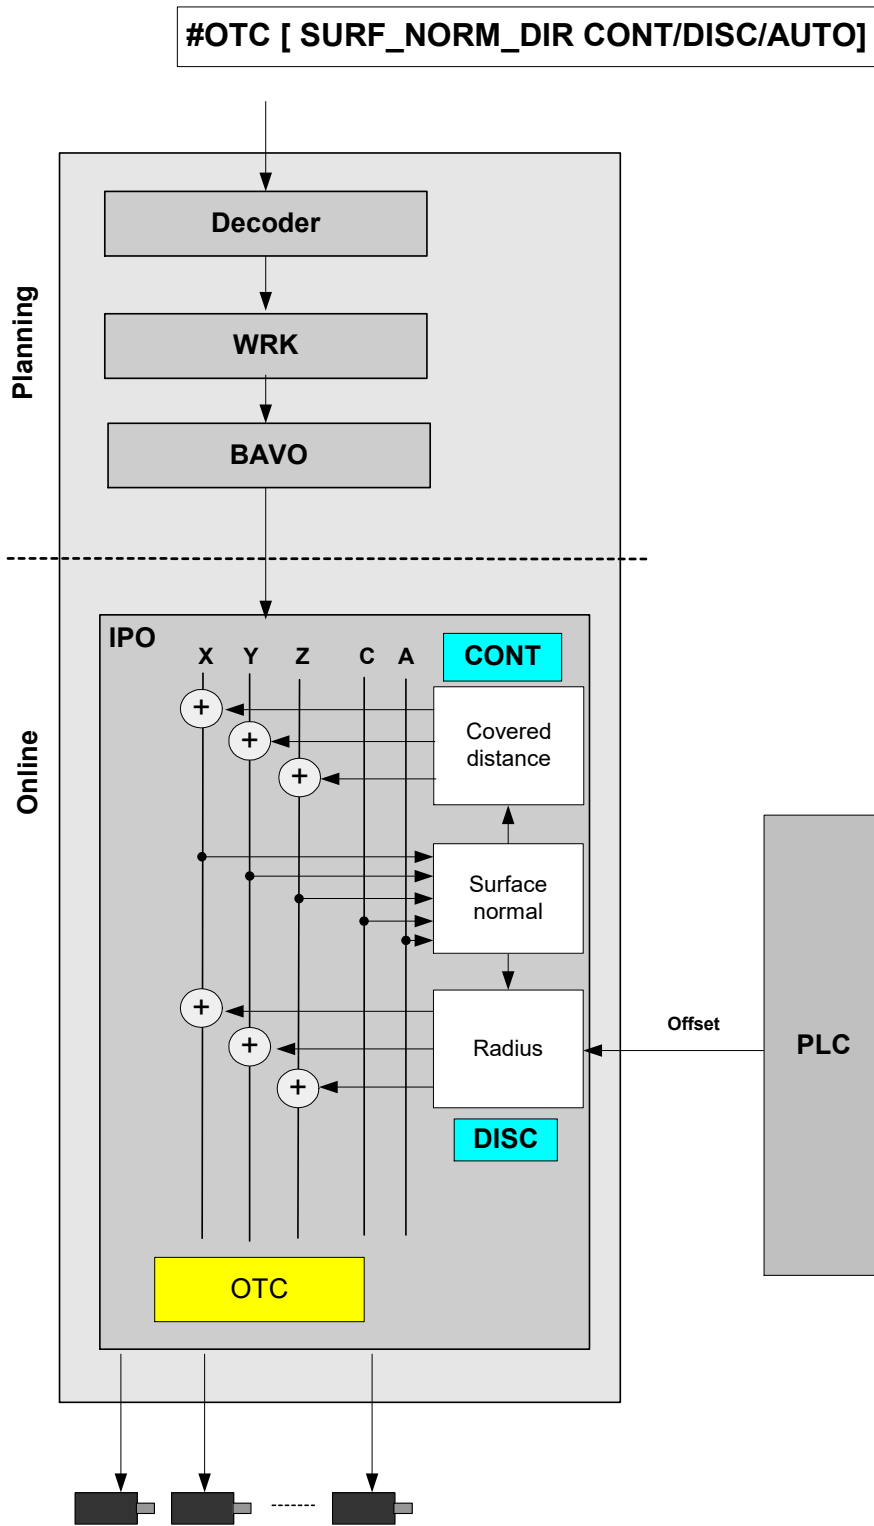 #OTC [ SURF_NORM_DIR CONT/DISC/AUTO]
Planning
Decoder
WRK
BAVO
Online
IPO
X Y Z C A
CONT
+
+
+
Covered
distance
Surface
normal
+
+
+
Radius
DISC
Offset
PLC
OTC